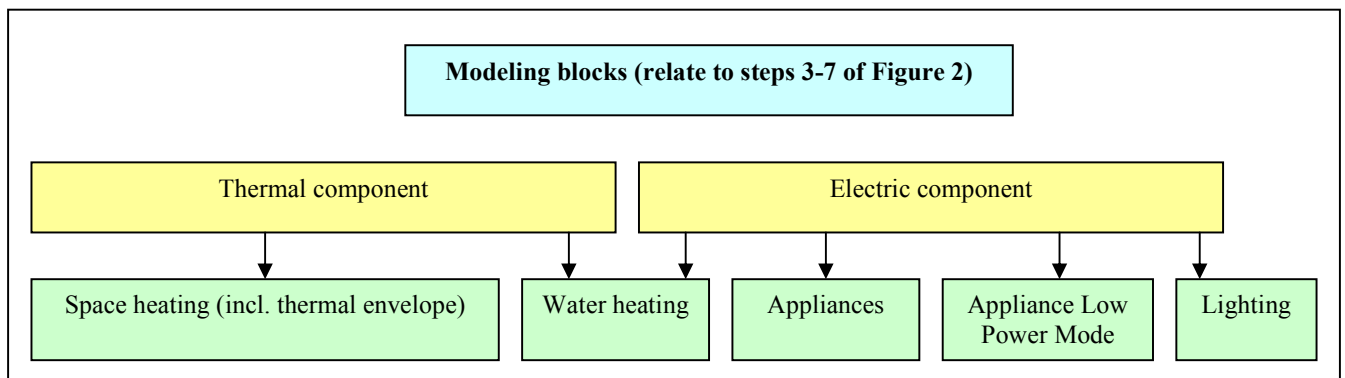 Modeling blocks (relate to steps 3-7 of Figure 2)
Thermal component
Electric component
Space heating (incl. thermal envelope)
Water heating
Appliances
Appliance Low
Power Mode
Lighting